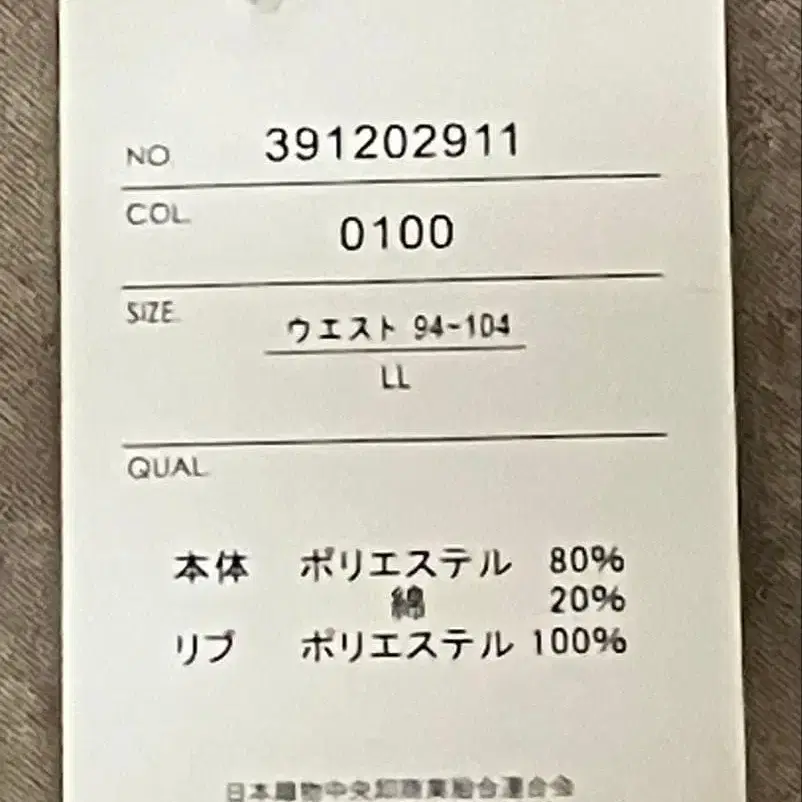 NO 391202911
COL 0100
SIZE
ウエスト 94-104
LL
QUAL
本体 ポリエステル 80%
綿 20%
リブ ポリエステル 100%
日本織物中央卸商業組合連合会